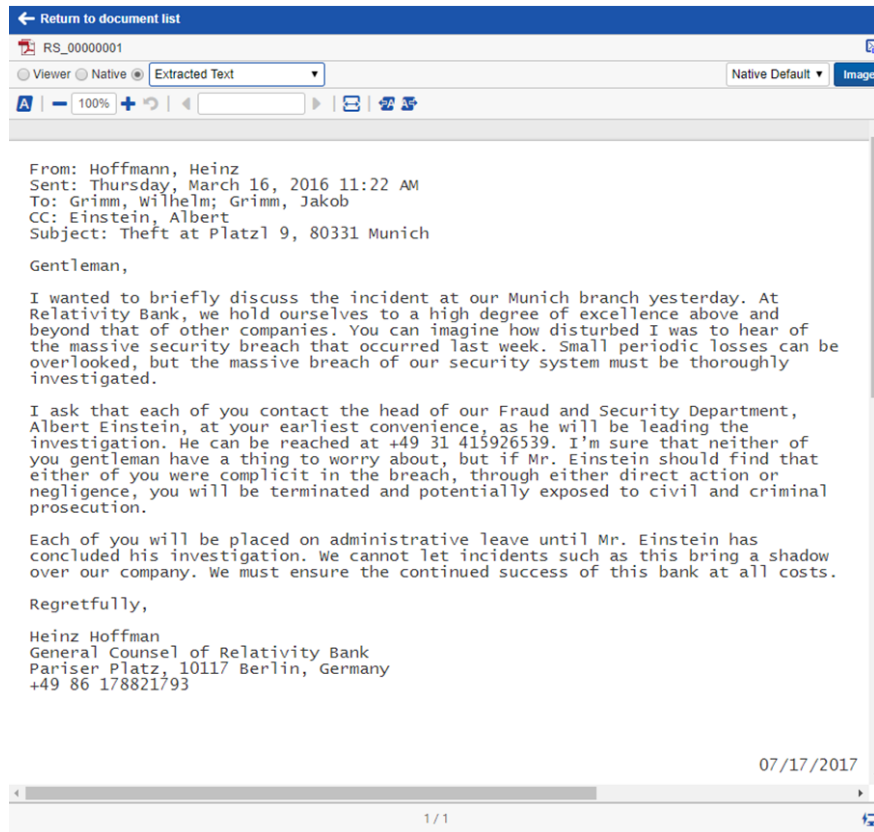 Return to document list
RS_00000001
Viewer Native Extracted Text Native Default Image
A 100%
From: Hoffmann, Heinz
Sent: Thursday, March 16, 2016 11:22 AM
To: Grimm, Wilhelm; Grimm, Jakob
CC: Einstein, Albert
Subject: Theft at Platzl 9, 80331 Munich
Gentleman,
I wanted to briefly discuss the incident at our Munich branch yesterday. At
Relativity Bank, we hold ourselves to a high degree of excellence above and
beyond that of other companies. You can imagine how disturbed I was to hear of
the massive security breach that occurred last week. Small periodic losses can be
overlooked, but the massive breach of our security system must be thoroughly
investigated.
I ask that each of you contact the head of our Fraud and Security Department,
Albert Einstein, at your earliest convenience, as he will be leading the
investigation. He can be reached at +49 31 415926539. I’m sure that neither of
you gentleman have a thing to worry about, but if Mr. Einstein should find that
either of you were complicit in the breach, through either direct action or
negligence, you will be terminated and potentially exposed to civil and criminal
prosecution.
Each of you will be placed on administrative leave until Mr. Einstein has
concluded his investigation. We cannot let incidents such as this bring a shadow
over our company. We must ensure the continued success of this bank at all costs.
Regretfully,
Heinz Hoffman
General Counsel of Relativity Bank
Pariser Platz, 10117 Berlin, Germany
+49 86 178821793
07/17/2017
1 / 1